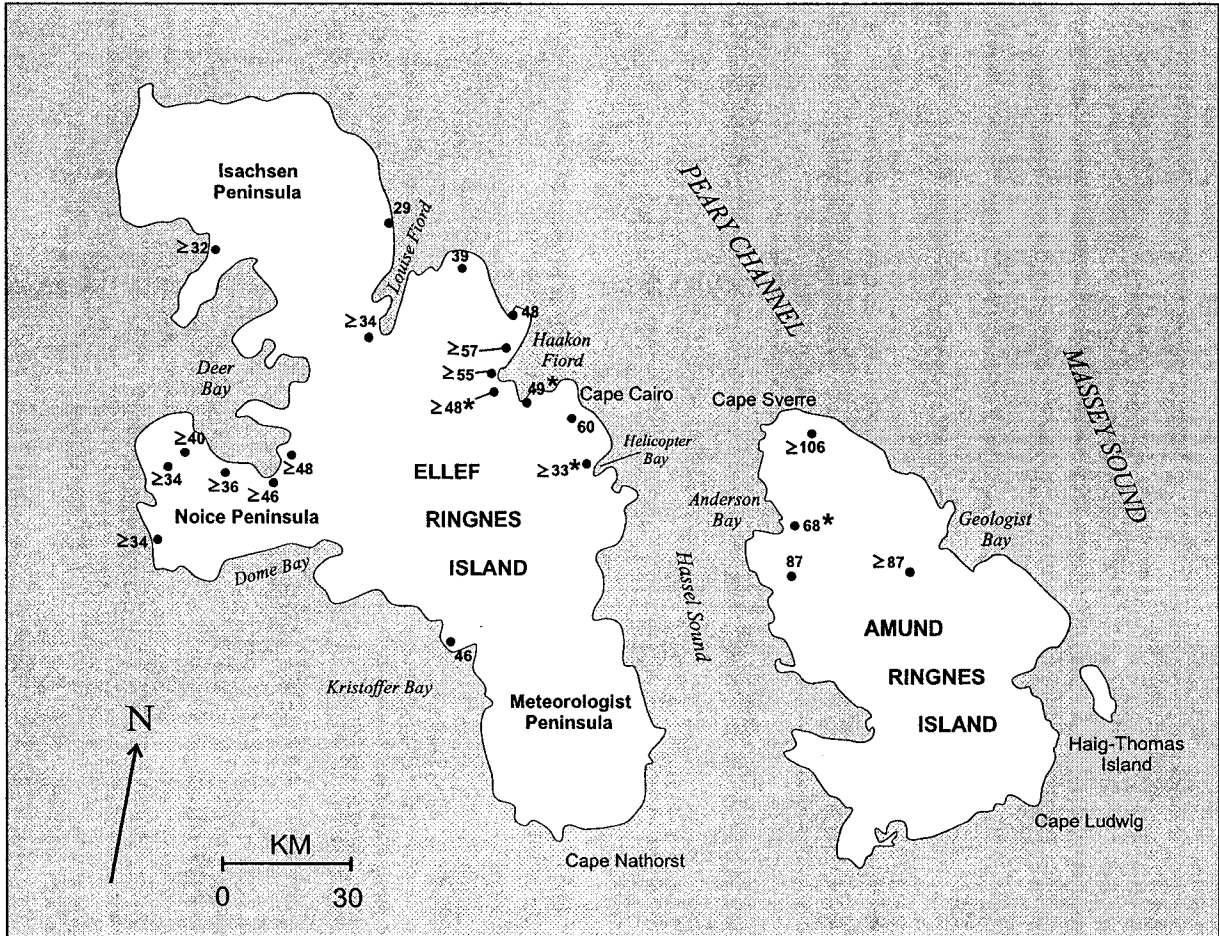 Isachsen
Peninsula
29
Louise Fiord
≥32
39
PEARY CHANNEL
48
≥34
Haakon
Fiord
≥57
Deer
Bay
≥55
MASSEY SOUND
49*
Cape Cairo
≥48*
Cape Sverre
60
≥40
≥106
≥48
Helicopter
Bay
≥34
≥36
≥33*
≥46
ELLEF
RINGNES
ISLAND
Noice Peninsula
Anderson
Bay
68*
Geologist
Bay
≥34
Dome Bay
Hassel Sound
87
≥87
AMUND
RINGNES
ISLAND
46
Kristoffer Bay
Meteorologist
Peninsula
N
Haig-Thomas
Island
KM
0 30
Cape Ludwig
Cape Nathorst